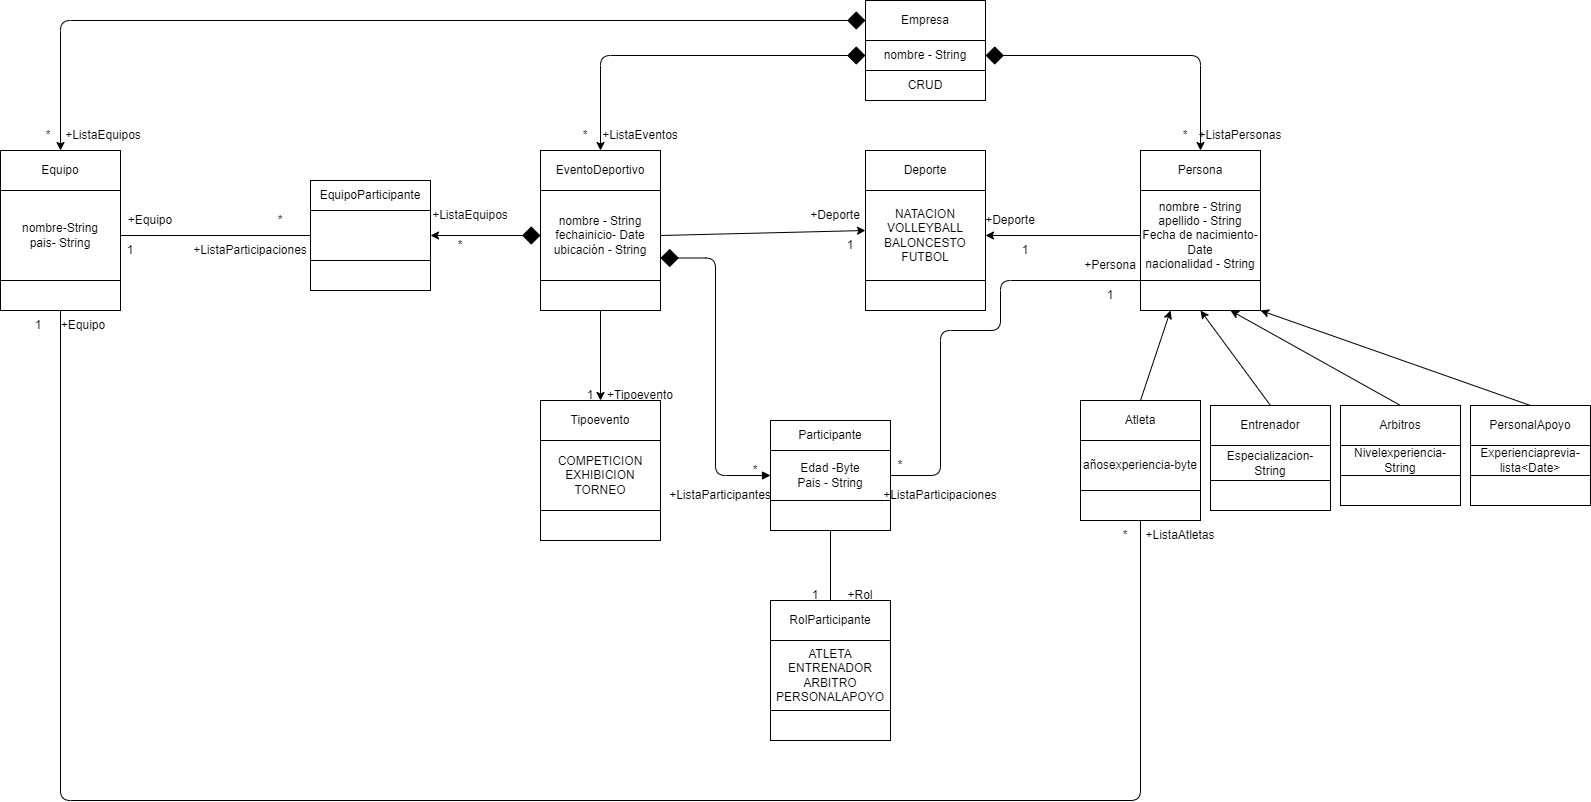 Empresa
nombre - String
CRUD
*
+ListaEquipos
*
+ListaEventos
*
+ListaPersonas
Equipo
nombre-String
pais- String
+Equipo
1
*
+ListaParticipaciones
EquipoParticipante
+ListaEquipos
*
EventoDeportivo
nombre - String
fechainicio- Date
ubicación - String
+Deporte
1
Deporte
NATACION
VOLLEYBALL
BALONCESTO
FUTBOL
+Deporte
1
Persona
nombre - String
apellido - String
Fecha de nacimiento-
Date
nacionalidad - String
+Persona
1
1
+Equipo
1
+Tipoevento
Tipoevento
COMPETICION
EXHIBICION
TORNEO
*
+ListaParticipantes
Participante
Edad -Byte
Pais - String
*
+ListaParticipaciones
Atleta
añosexperiencia-byte
Entrenador
Especializacion-
String
Arbitros
Nivelexperiencia-
String
PersonalApoyo
Experienciaprevia-
lista<Date>
*
+ListaAtletas
1
+Rol
RolParticipante
ATLETA
ENTRENADOR
ARBITRO
PERSONALAPOYO